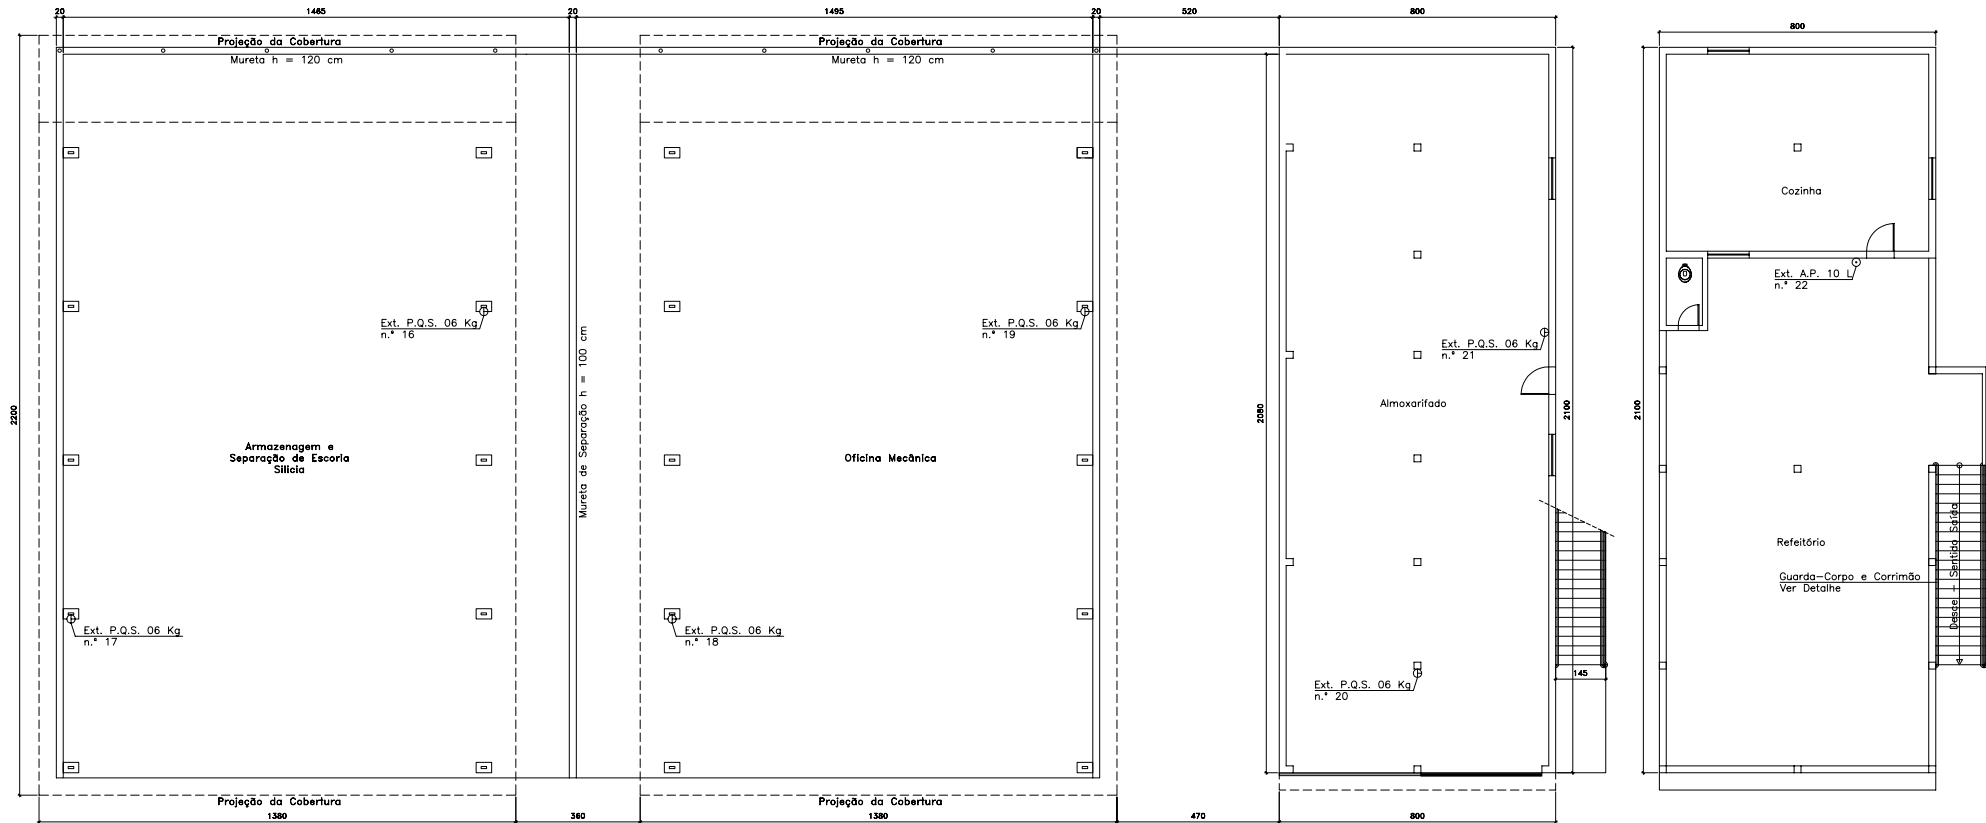 20
1465
20
1495
20
520
800
800
Projeção da Cobertura
Mureta h = 120 cm
Projeção da Cobertura
Mureta h = 120 cm
Cozinha
Ext. A.P. 10 L
n.° 22
Ext. P.Q.S. 06 Kg
n.° 16
Ext. P.Q.S. 06 Kg
n.° 19
Ext. P.Q.S. 06 Kg
n.° 21
Mureta de Separação h = 100 cm
2200
2080
2100
2100
Almoxarifado
Armazenagem e
Separação de Escoria
Silicia
Oficina Mecânica
Refeitório
Guarda-Corpo e Corrimão
Ver Detalhe
Desce - Sentido Saída
Ext. P.Q.S. 06 Kg
n.° 17
Ext. P.Q.S. 06 Kg
n.° 18
Ext. P.Q.S. 06 Kg
n.° 20
145
Projeção da Cobertura
Projeção da Cobertura
1380
360
1380
470
800